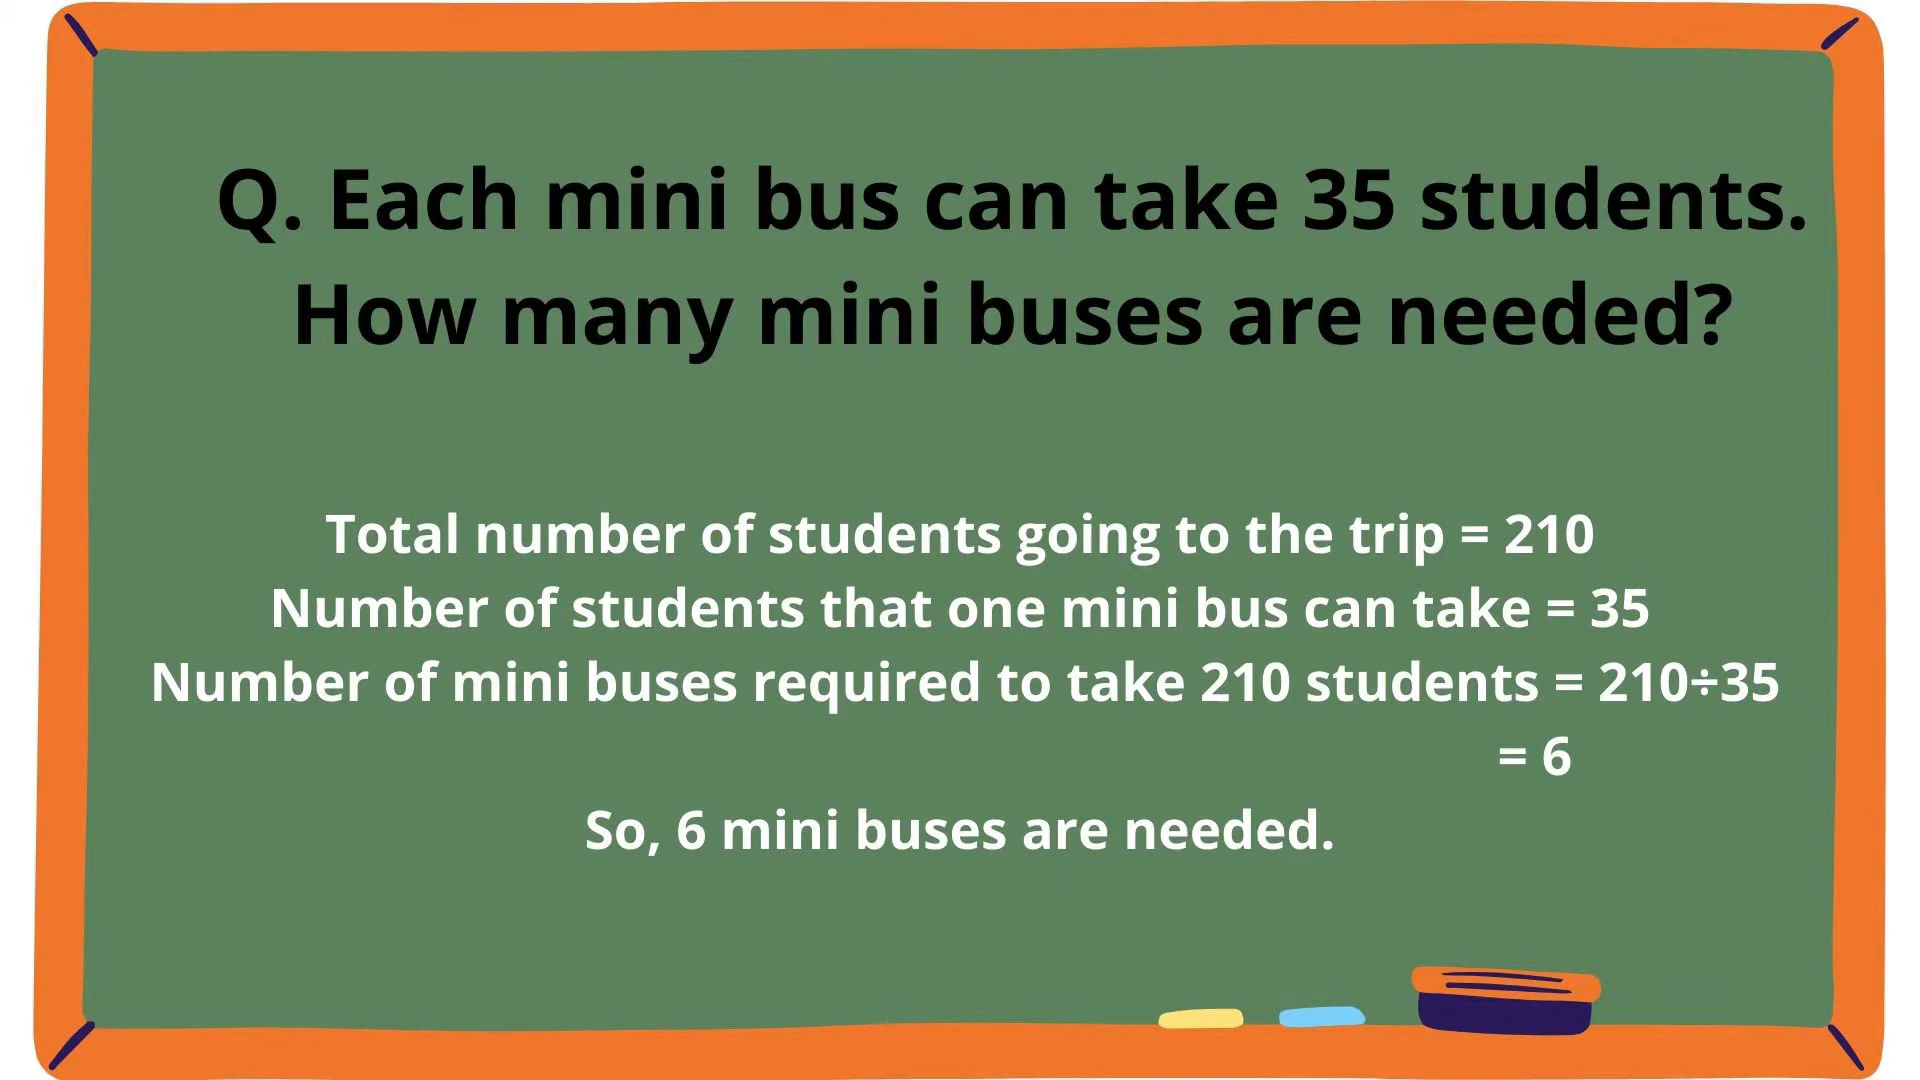 Q. Each mini bus can take 35 students.
How many mini buses are needed?
Total number of students going to the trip = 210
Number of students that one mini bus can take = 35
Number of mini buses required to take 210 students = 210÷35
= 6
So, 6 mini buses are needed.